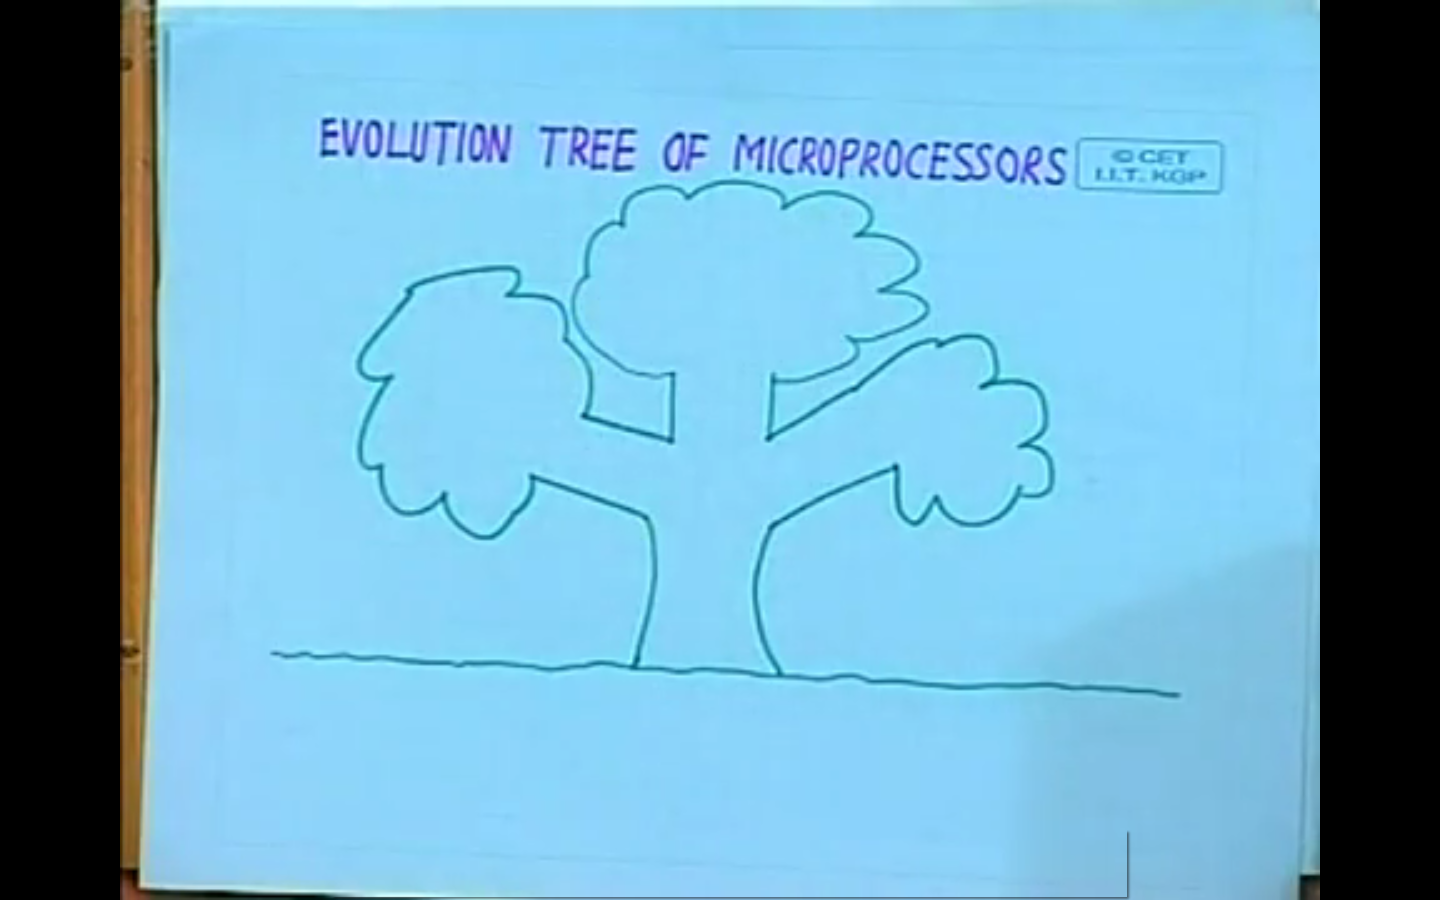 EVOLUTION TREE OF MICROPROCESSORS
© CET
I.I.T. KGP